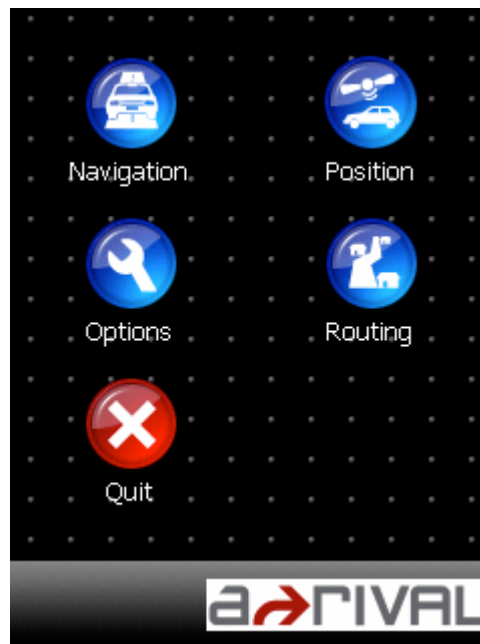 Navigation
Position
Options
Routing
Quit
a-rival